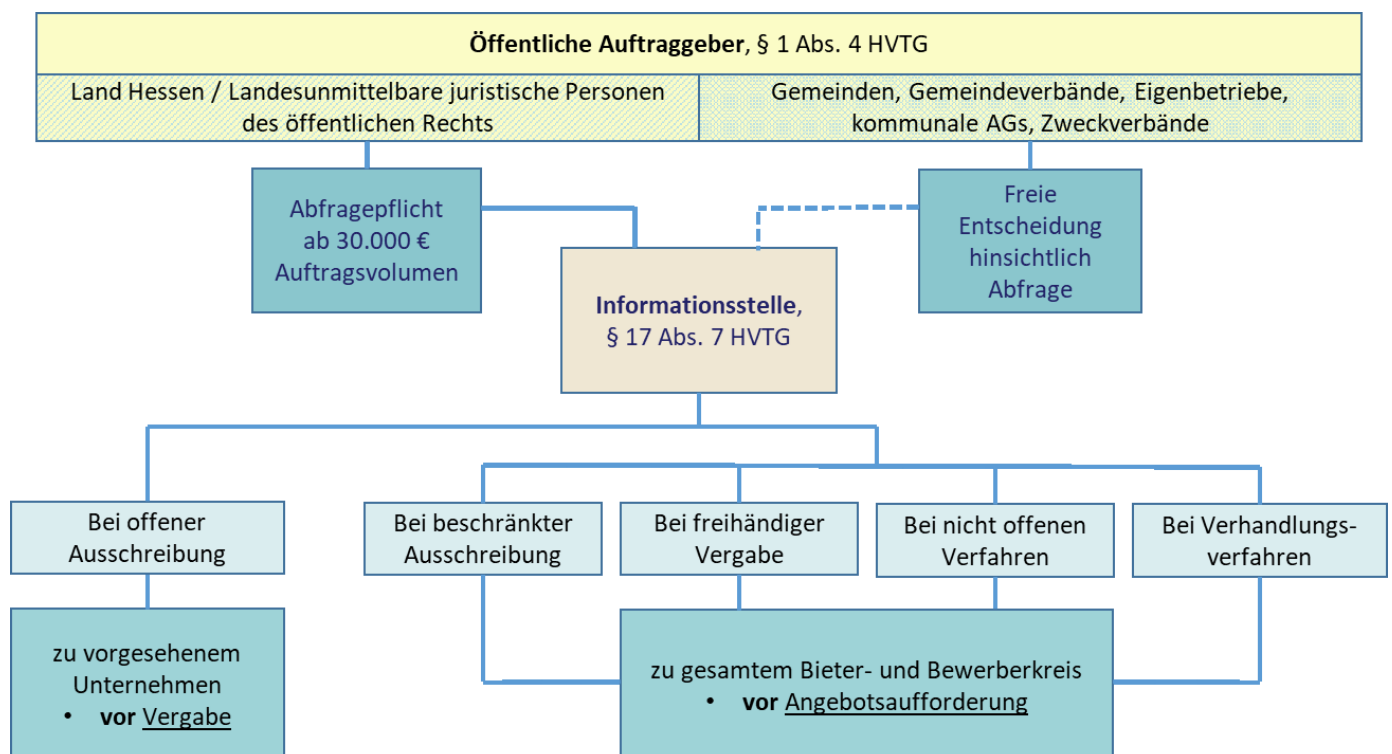 Öffentliche Auftraggeber, § 1 Abs. 4 HVTG
Land Hessen / Landesunmittelbare juristische Personen
des öffentlichen Rechts
Gemeinden, Gemeindeverbände, Eigenbetriebe,
kommunale AGs, Zweckverbände
Abfragepflicht
ab 30.000 €
Auftragsvolumen
Freie
Entscheidung
hinsichtlich
Abfrage
Informationsstelle,
§ 17 Abs. 7 HVTG
Bei offener
Ausschreibung
Bei beschränkter
Ausschreibung
Bei freihändiger
Vergabe
Bei nicht offenen
Verfahren
Bei Verhandlungs-
verfahren
zu vorgesehenem
Unternehmen
• vor Vergabe
zu gesamtem Bieter- und Bewerberkreis
• vor Angebotsaufforderung